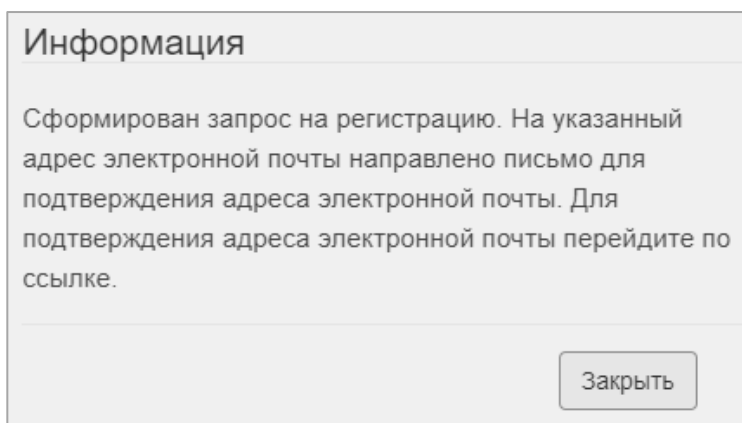 Информация
Сформирован запрос на регистрацию. На указанный
адрес электронной почты направлено письмо для
подтверждения адреса электронной почты. Для
подтверждения адреса электронной почты перейдите по
ссылке.
Закрыть